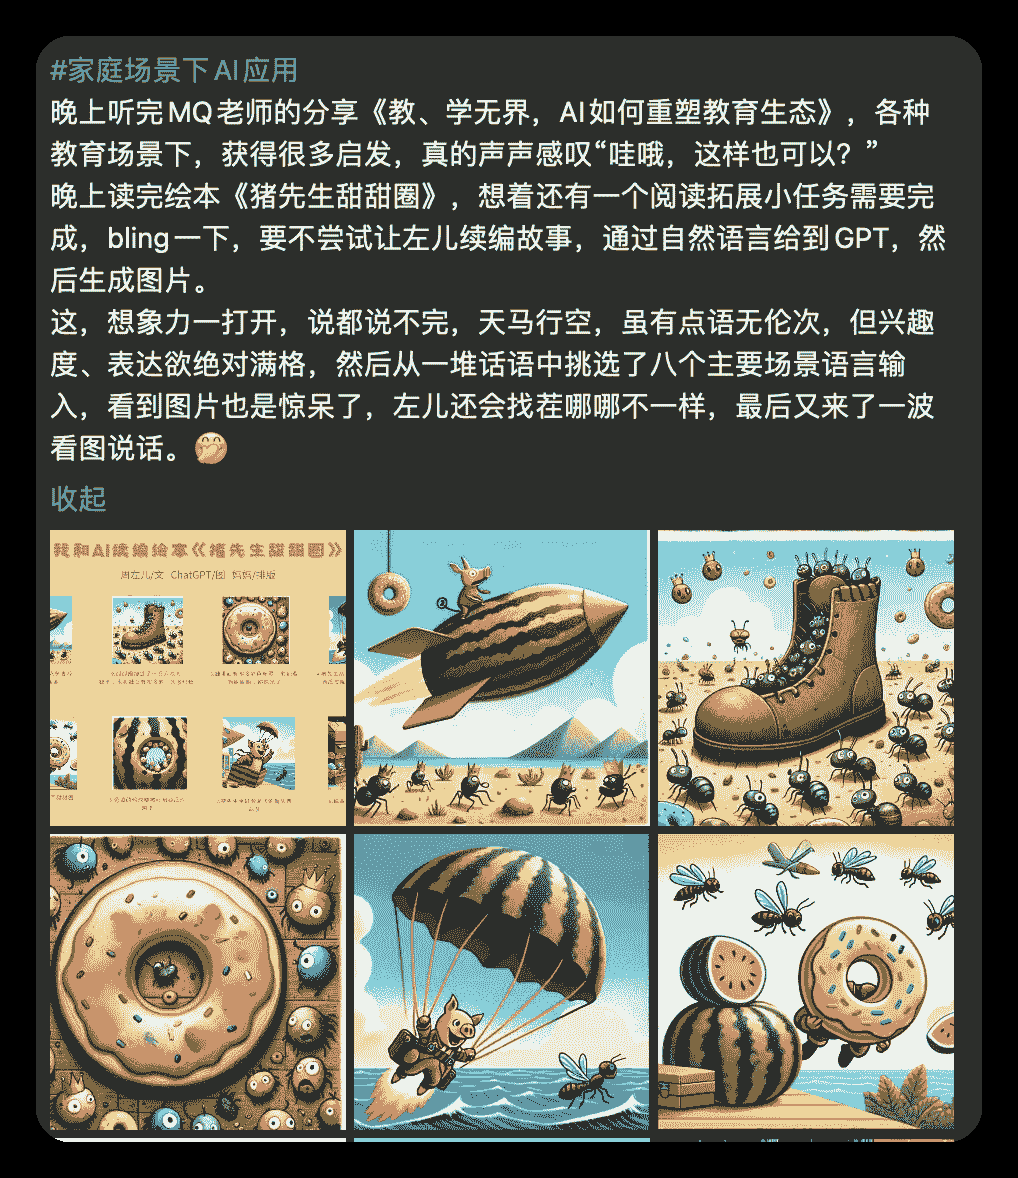 #家庭场景下AI应用
晚上听完MQ老师的分享《教、学无界，AI如何重塑教育生态》，各种
教育场景下，获得很多启发，真的声声感叹“哇哦，这样也可以？”
晚上读完绘本《猪先生甜甜圈》，想着还有一个阅读拓展小任务需要完
成，bling一下，要不尝试让左儿续编故事，通过自然语言给到GPT，然
后生成图片。
这，想象力一打开，说都说不完，天马行空，虽有点语无伦次，但兴趣
度、表达欲绝对满格，然后从一堆话语中挑选了八个主要场景语言输
入，看到图片也是惊呆了，左儿还会找茬哪哪不一样，最后又来了一波
看图说话。
收起
我和AI续编绘本《猪先生甜甜圈》
周左儿/文 ChatGPT/图 妈妈/排版